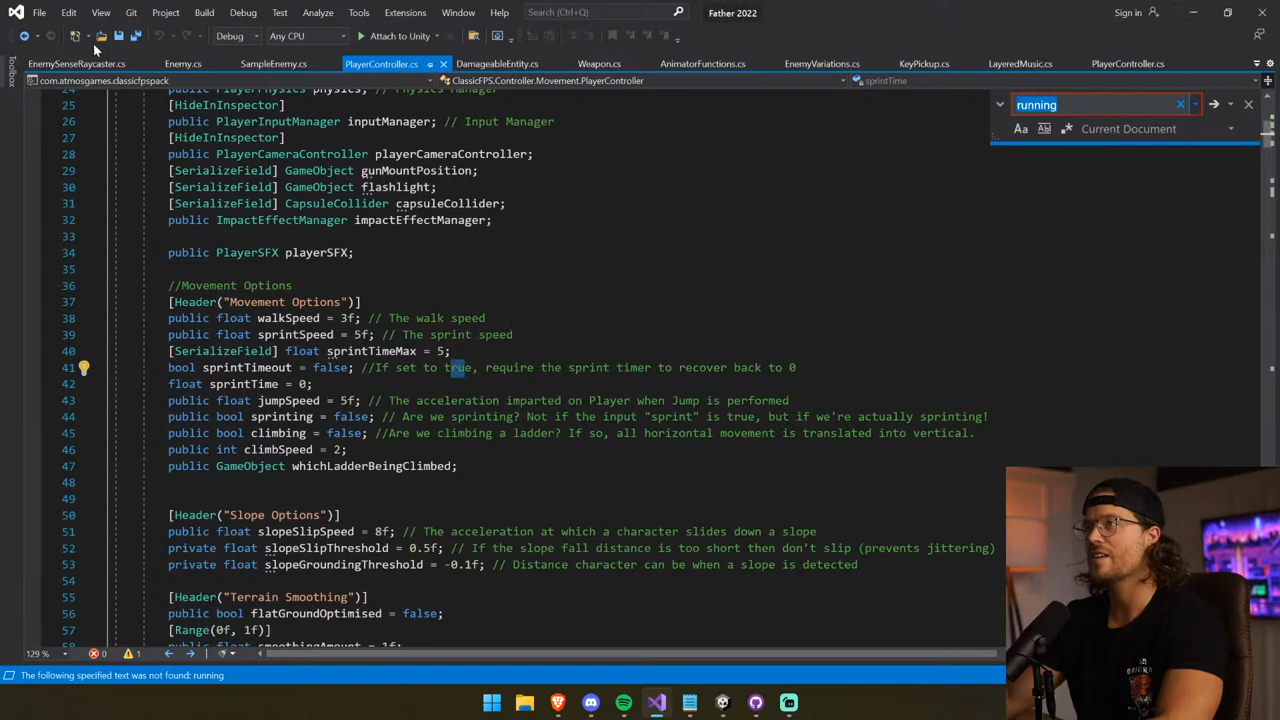 File Edit View Git Project Build Debug Test Analyze Tools Extensions Window Help Search (Ctrl+Q) Father 2022 Sign in
Debug Any CPU Attach to Unity
Toolbox
EnemySenseRaycaster.cs Enemy.cs SampleEnemy.cs PlayerController.cs DamageableEntity.cs Weapon.cs AnimatorFunctions.cs EnemyVariations.cs KeyPickup.cs LayeredMusic.cs PlayerController.cs
com.atmosgames.classicfpspack ClassicFPS.Controller.Movement.PlayerController sprintTime
running
Aa Ab Current Document
24 public PlayerPhysics physics; // Physics Manager
25 [HideInInspector]
26 public PlayerInputManager inputManager; // Input Manager
27 [HideInInspector]
28 public PlayerCameraController playerCameraController;
29 [SerializeField] GameObject gunMountPosition;
30 [SerializeField] GameObject flashlight;
31 [SerializeField] CapsuleCollider capsuleCollider;
32 public ImpactEffectManager impactEffectManager;
33
34 public PlayerSFX playerSFX;
35
36 //Movement Options
37 [Header("Movement Options")]
38 public float walkSpeed = 3f; // The walk speed
39 public float sprintSpeed = 5f; // The sprint speed
40 [SerializeField] float sprintTimeMax = 5;
41 bool sprintTimeout = false; //If set to true, require the sprint timer to recover back to 0
42 float sprintTime = 0;
43 public float jumpSpeed = 5f; // The acceleration imparted on Player when Jump is performed
44 public bool sprinting = false; // Are we sprinting? Not if the input "sprint" is true, but if we're actually sprinting!
45 public bool climbing = false; //Are we climbing a ladder? If so, all horizontal movement is translated into vertical.
46 public int climbSpeed = 2;
47 public GameObject whichLadderBeingClimbed;
48
49
50 [Header("Slope Options")]
51 public float slopeSlipSpeed = 8f; // The acceleration at which a character slides down a slope
52 private float slopeSlipThreshold = 0.5f; // If the slope fall distance is too short then don't slip (prevents jittering)
53 private float slopeGroundingThreshold = -0.1f; // Distance character can be when a slope is detected
54
55 [Header("Terrain Smoothing")]
56 public bool flatGroundOptimised = false;
57 [Range(0f, 1f)]
58 public float smoothingAmount = 1f;
129 % 0 1
The following specified text was not found: running